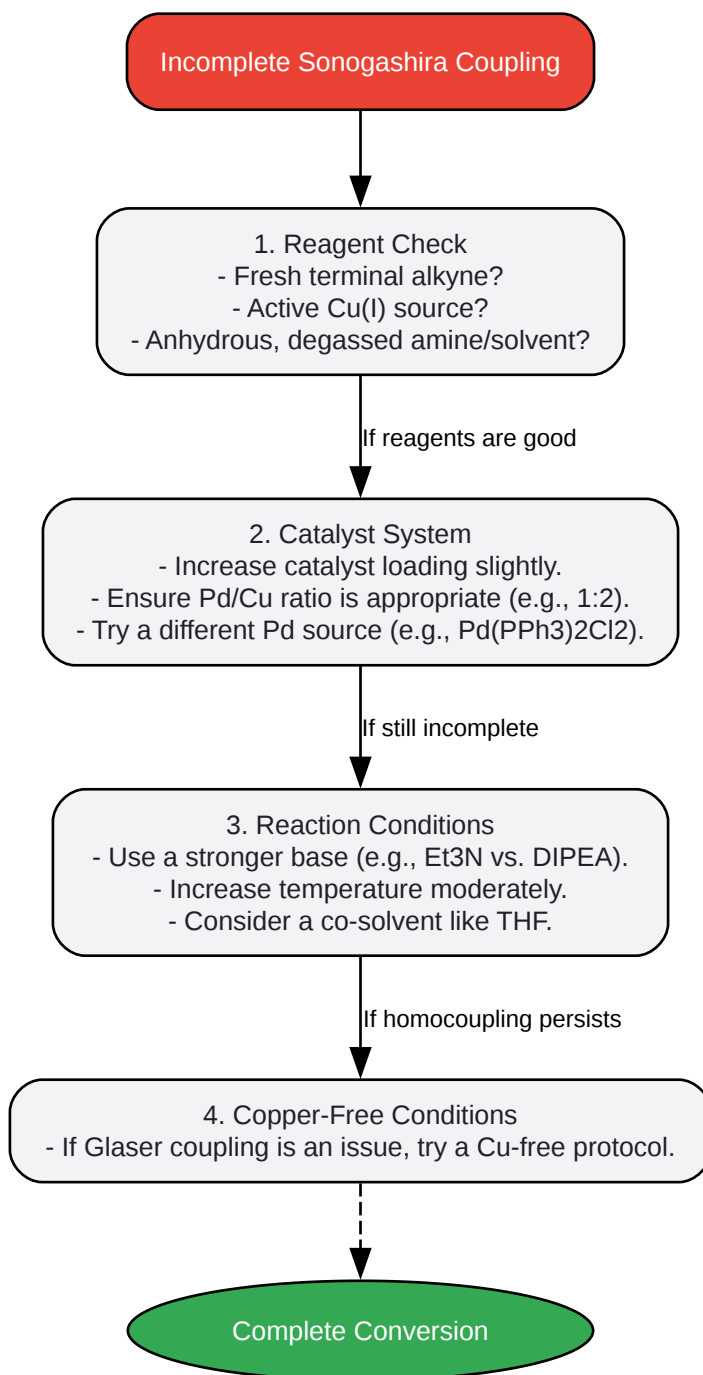 Incomplete Sonogashira Coupling
1. Reagent Check
- Fresh terminal alkyne?
- Active Cu(I) source?
- Anhydrous, degassed amine/solvent?
If reagents are good
2. Catalyst System
- Increase catalyst loading slightly.
- Ensure Pd/Cu ratio is appropriate (e.g., 1:2).
- Try a different Pd source (e.g., Pd(PPh3)2Cl2).
If still incomplete
3. Reaction Conditions
- Use a stronger base (e.g., Et3N vs. DIPEA).
- Increase temperature moderately.
- Consider a co-solvent like THF.
If homocoupling persists
4. Copper-Free Conditions
- If Glaser coupling is an issue, try a Cu-free protocol.
Complete Conversion